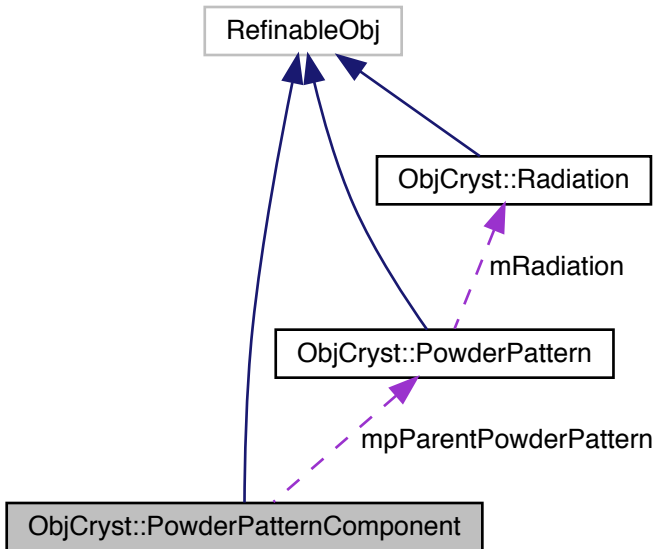 RefinableObj
ObjCryst::Radiation
mRadiation
ObjCryst::PowderPattern
mpParentPowderPattern
ObjCryst::PowderPatternComponent